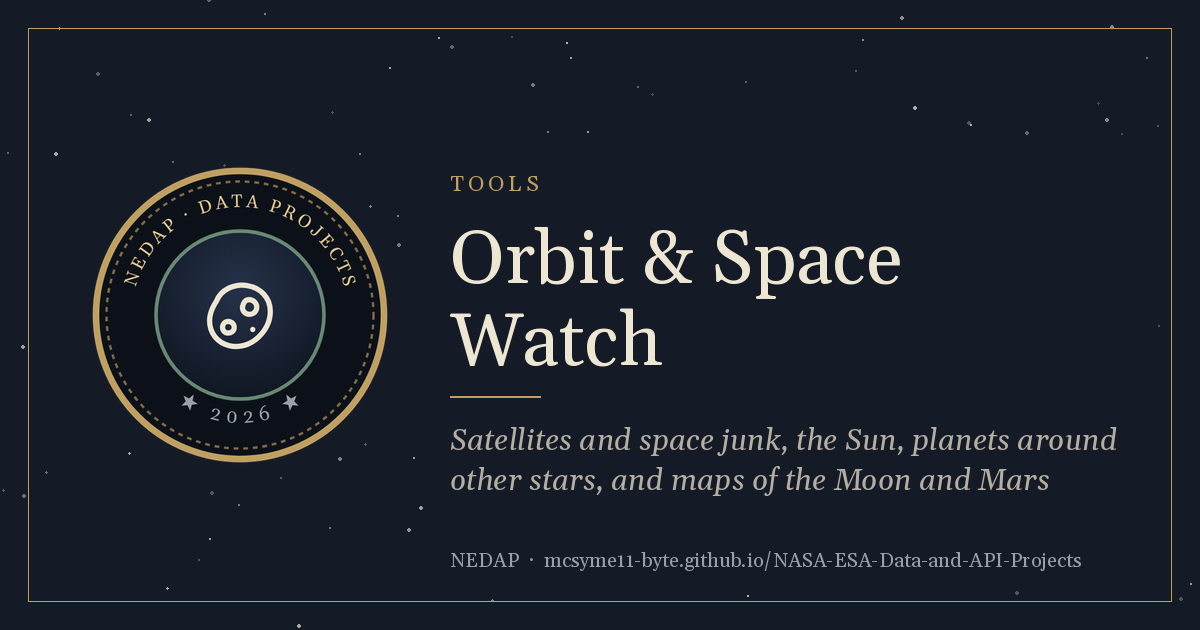 NEDAP · DATA PROJECTS
★ 2026 ★
TOOLS
Orbit & Space
Watch
Satellites and space junk, the Sun, planets around
other stars, and maps of the Moon and Mars
NEDAP · mcsyme11-byte.github.io/NASA-ESA-Data-and-API-Projects